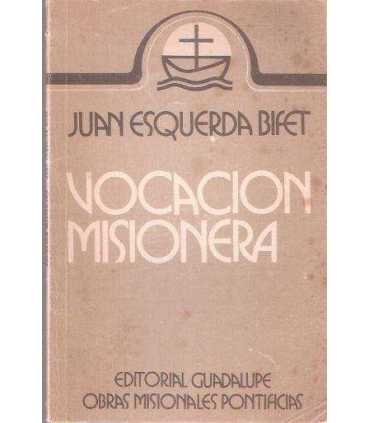 JUAN ESQUERDA BIFET
VOCACION
MISIONERA
EDITORIAL GUADALUPE
OBRAS MISIONALES PONTIFICIAS